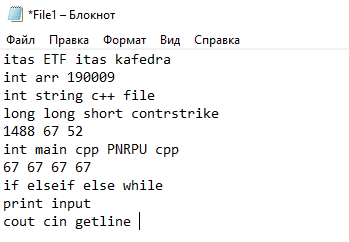 *File1 – Блокнот
Файл Правка Формат Вид Справка
itas ETF itas kafedra
int arr 190009
int string c++ file
long long short contrstrike
1488 67 52
int main cpp PNRPU cpp
67 67 67 67
if elseif else while
print input
cout cin getline